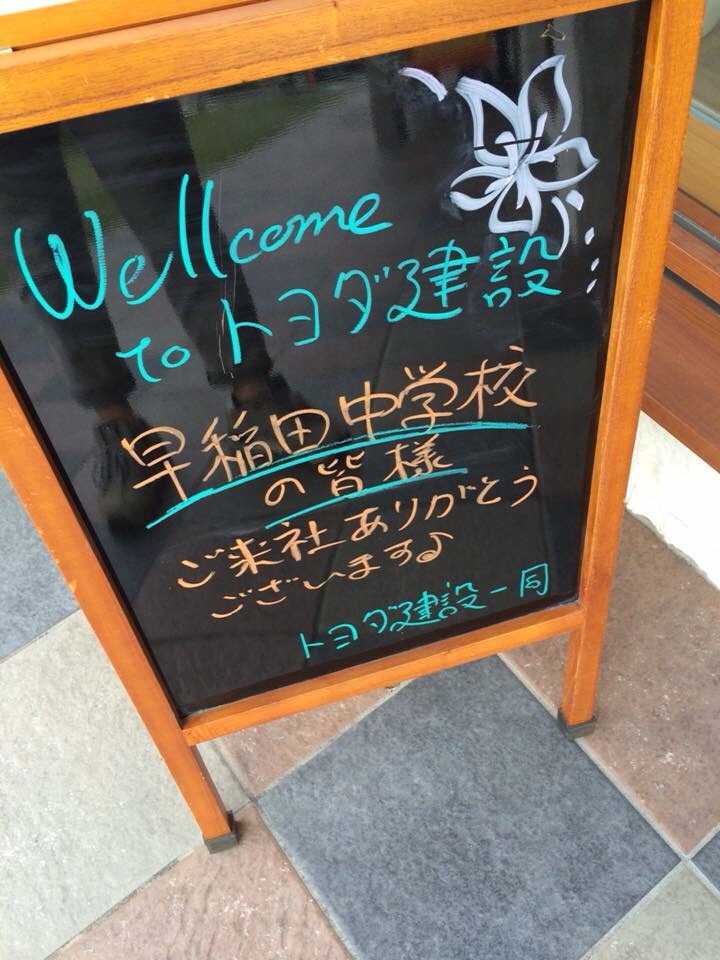 Wellcome
to トヨダ建設
早稲田中学校
の皆様
ご来社ありがとう
ございます♪
トヨダ建設一同